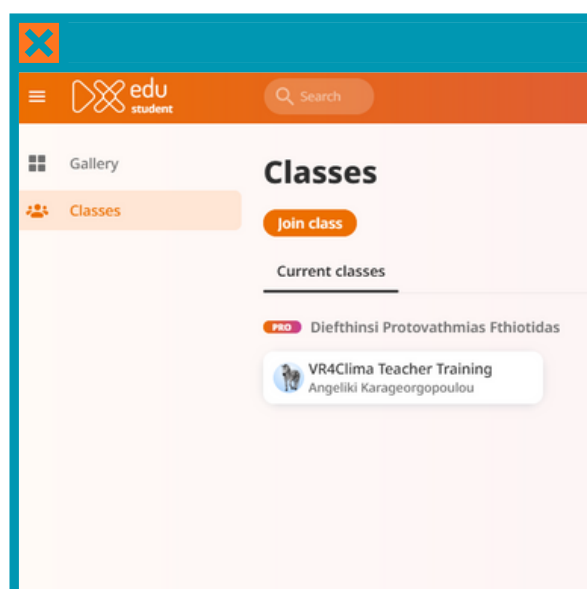 edu
student
Search
Gallery
Classes
Classes
Join class
Current classes
PRO Diefthinsi Protovathmias Fthiotidas
VR4Clima Teacher Training
Angeliki Karageorgopoulou